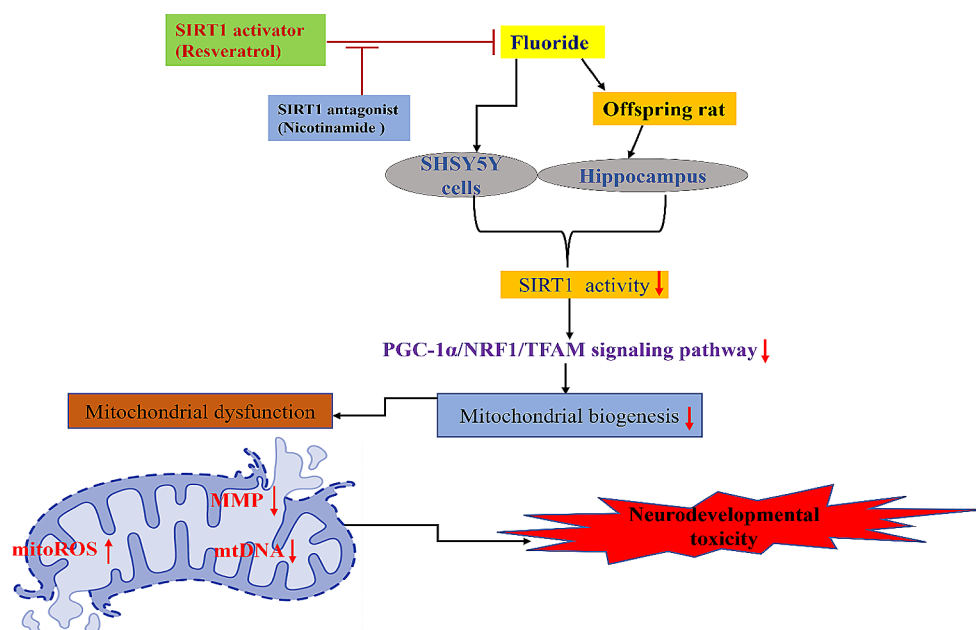 SIRT1 activator
(Resveratrol)
Fluoride
SIRT1 antagonist
(Nicotinamide )
Offspring rat
SHSY5Y
cells
Hippocampus
SIRT1 activity ↓
PGC-1α/NRF1/TFAM signaling pathway ↓
Mitochondrial dysfunction
Mitochondrial biogenesis ↓
MMP ↓
mitoROS ↑
mtDNA ↓
Neurodevelopmental
toxicity